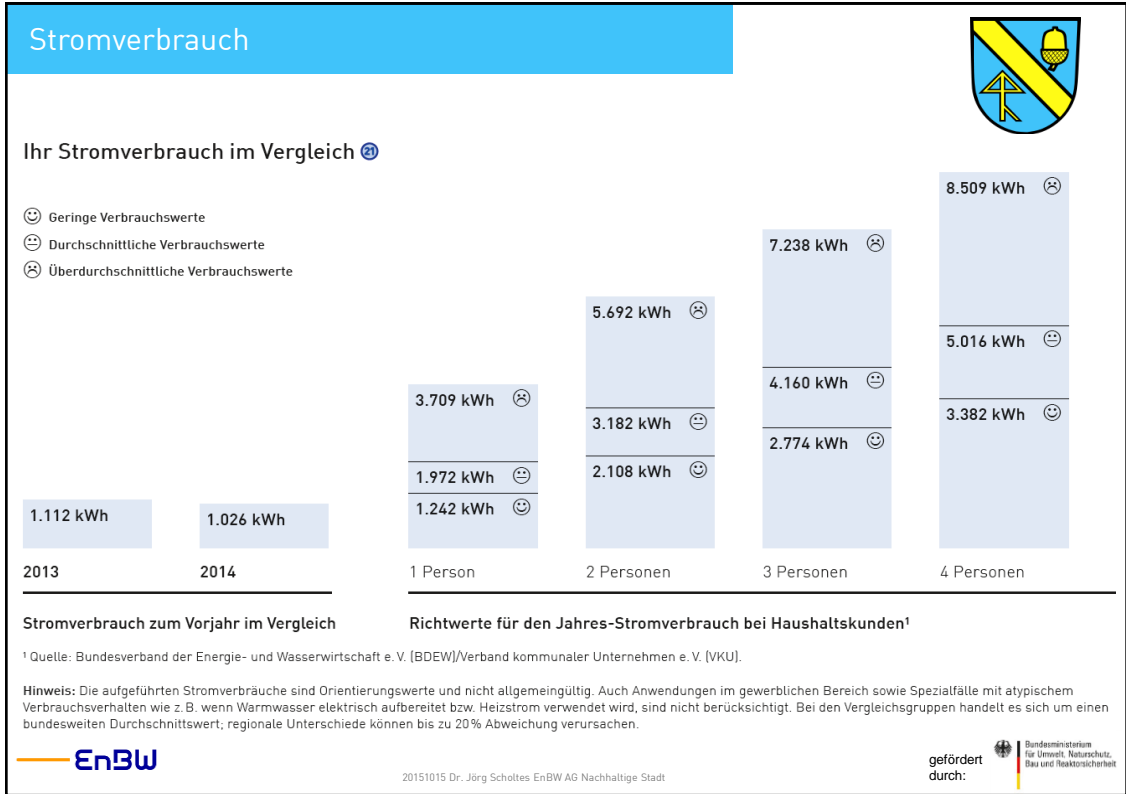 Stromverbrauch
Ihr Stromverbrauch im Vergleich 21
Geringe Verbrauchswerte
Durchschnittliche Verbrauchswerte
Überdurchschnittliche Verbrauchswerte
1.112 kWh
1.026 kWh
3.709 kWh
1.972 kWh
1.242 kWh
5.692 kWh
3.182 kWh
2.108 kWh
7.238 kWh
4.160 kWh
2.774 kWh
8.509 kWh
5.016 kWh
3.382 kWh
2013 2014 1 Person 2 Personen 3 Personen 4 Personen
Stromverbrauch zum Vorjahr im Vergleich
Richtwerte für den Jahres-Stromverbrauch bei Haushaltskunden¹
¹ Quelle: Bundesverband der Energie- und Wasserwirtschaft e. V. (BDEW)/Verband kommunaler Unternehmen e. V. (VKU).
Hinweis: Die aufgeführten Stromverbräuche sind Orientierungswerte und nicht allgemeingültig. Auch Anwendungen im gewerblichen Bereich sowie Spezialfälle mit atypischem
Verbrauchsverhalten wie z. B. wenn Warmwasser elektrisch aufbereitet bzw. Heizstrom verwendet wird, sind nicht berücksichtigt. Bei den Vergleichsgruppen handelt es sich um einen
bundesweiten Durchschnittswert; regionale Unterschiede können bis zu 20% Abweichung verursachen.
EnBW
20151015 Dr. Jörg Scholtes EnBW AG Nachhaltige Stadt
gefördert
durch:
Bundesministerium
für Umwelt, Naturschutz,
Bau und Reaktorsicherheit